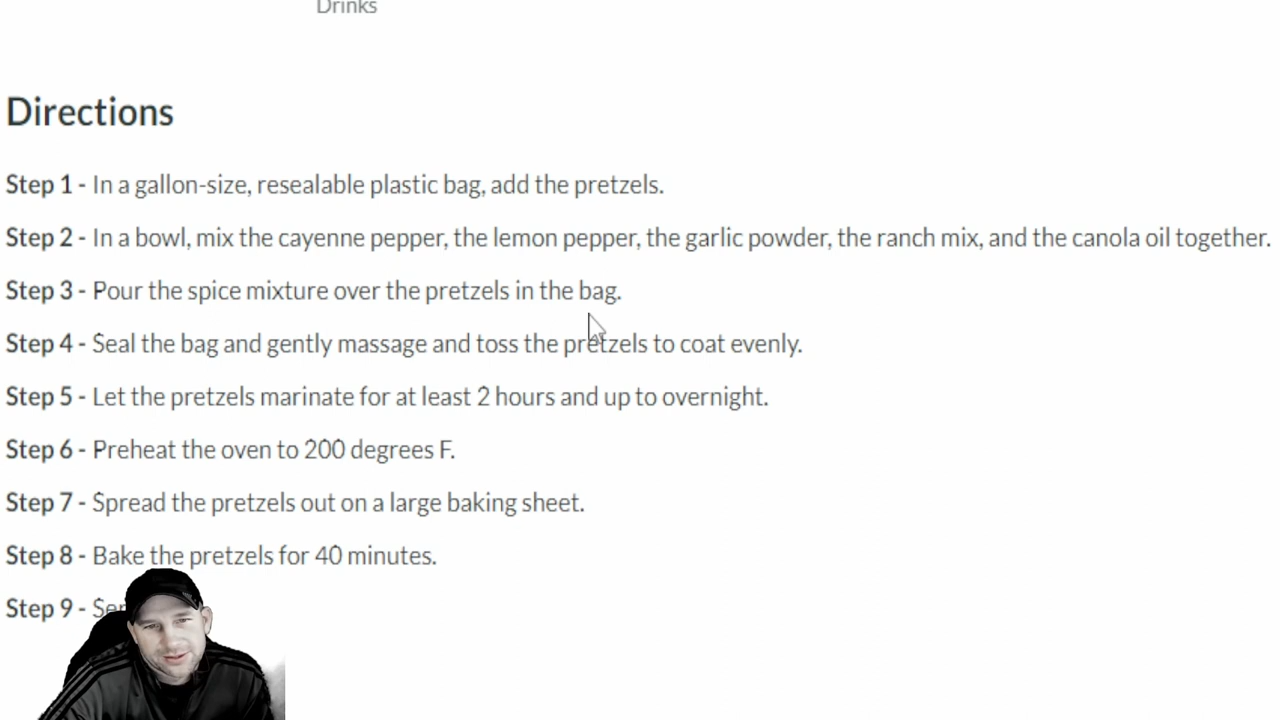 Drinks
Directions
Step 1 - In a gallon-size, resealable plastic bag, add the pretzels.
Step 2 - In a bowl, mix the cayenne pepper, the lemon pepper, the garlic powder, the ranch mix, and the canola oil together.
Step 3 - Pour the spice mixture over the pretzels in the bag.
Step 4 - Seal the bag and gently massage and toss the pretzels to coat evenly.
Step 5 - Let the pretzels marinate for at least 2 hours and up to overnight.
Step 6 - Preheat the oven to 200 degrees F.
Step 7 - Spread the pretzels out on a large baking sheet.
Step 8 - Bake the pretzels for 40 minutes.
Step 9 -